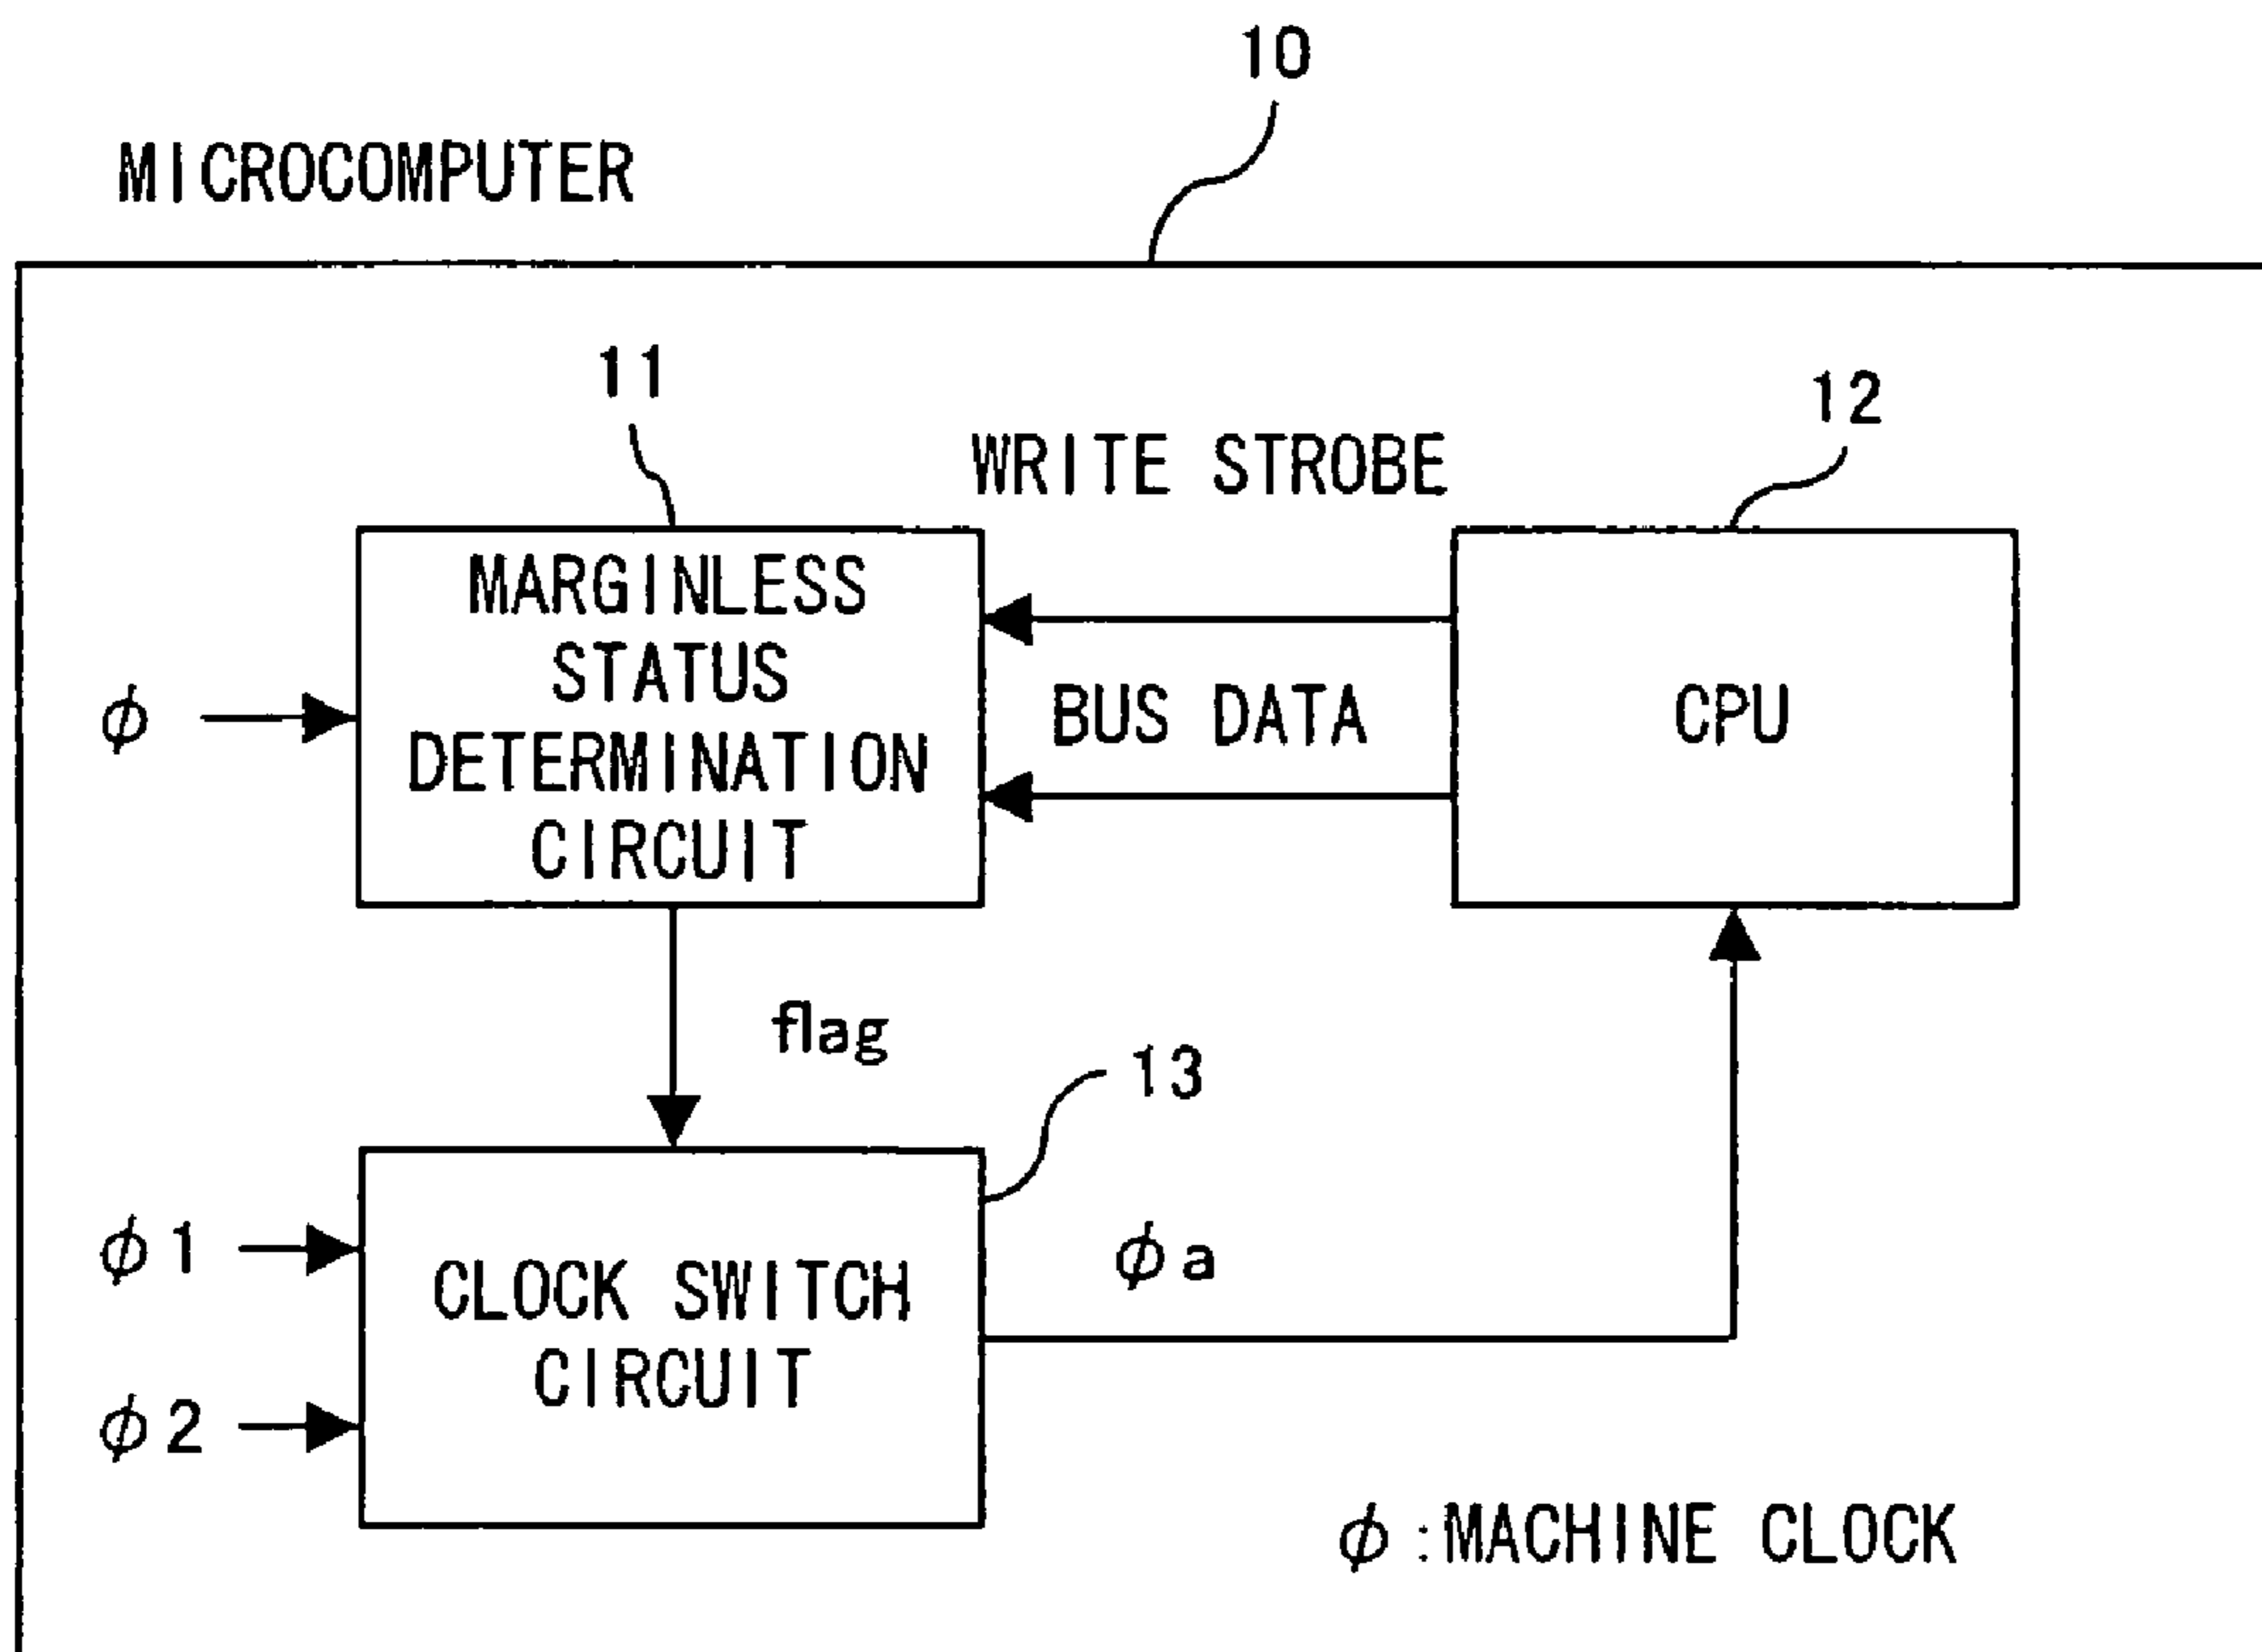 10
MICROCOMPUTER
11
12
WRITE STROBE
MARGINLESS
STATUS
DETERMINATION
CIRCUIT
ϕ
BUS DATA
CPU
flag
13
ϕ1
ϕa
CLOCK SWITCH
CIRCUIT
ϕ2
ϕ:MACHINE CLOCK